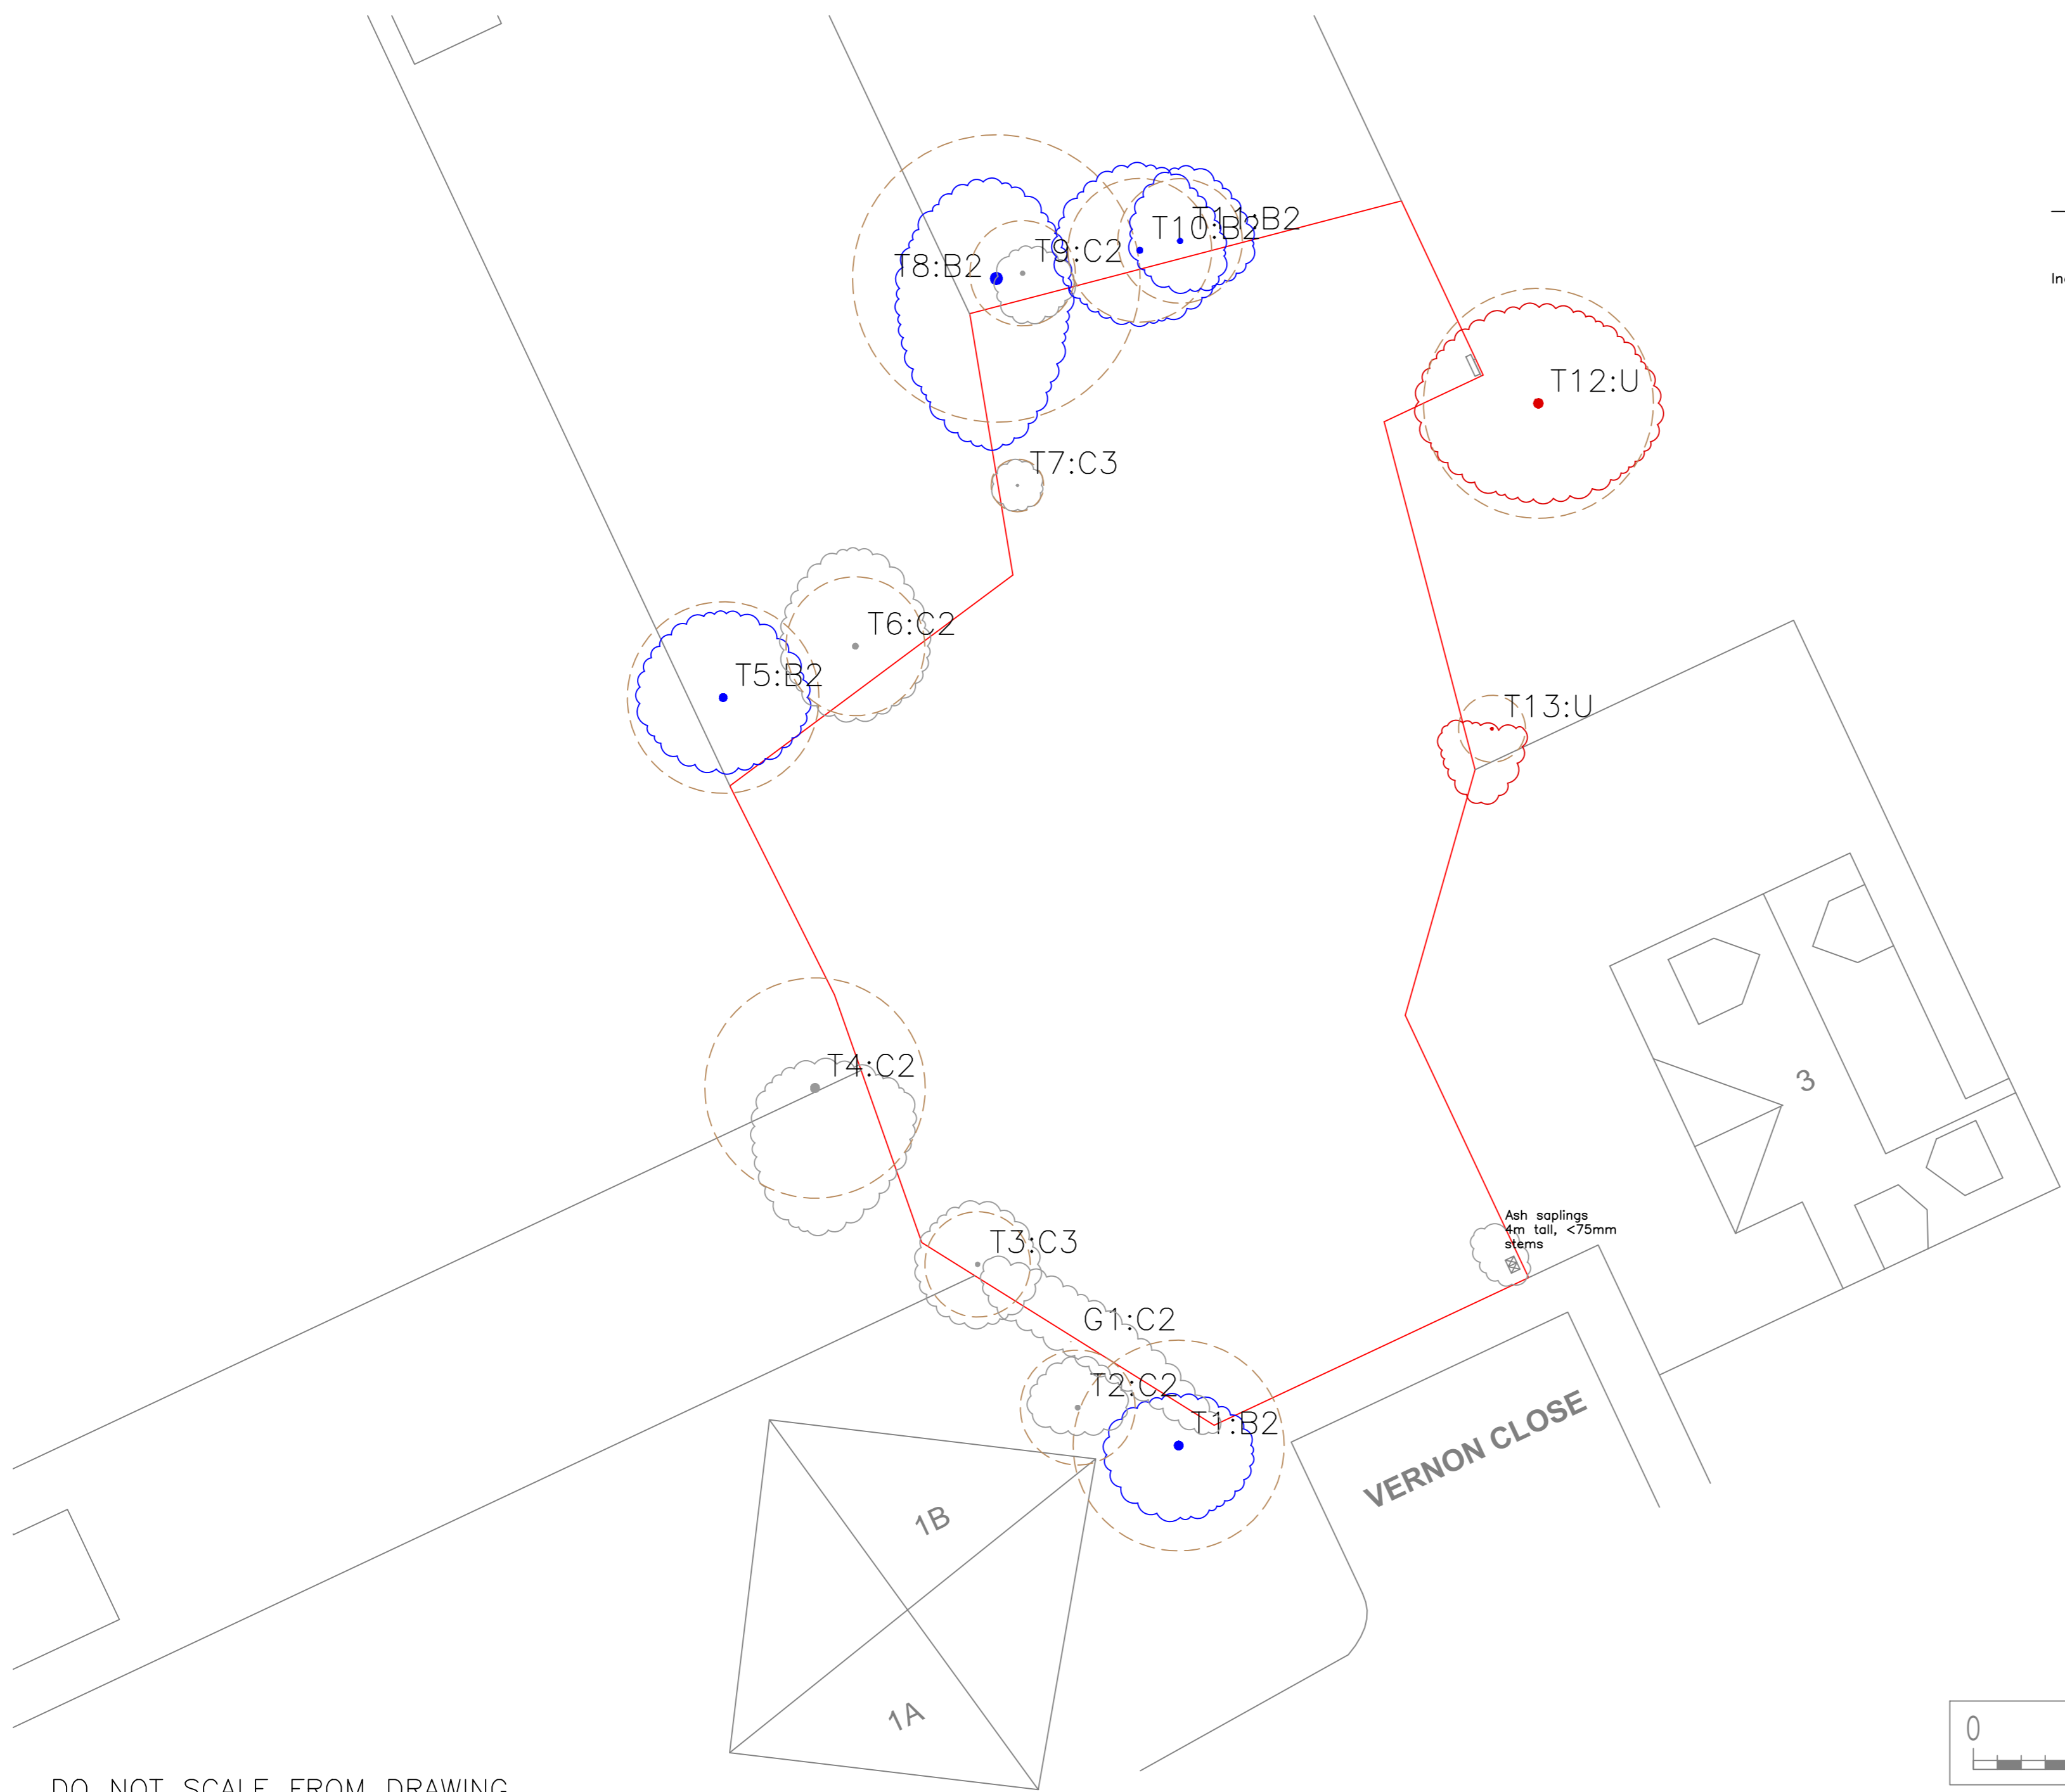 T11:B2
T10:B2
T9:C2
T8:B2
T12:U
T7:C3
T6:C2
T5:B2
T13:U
T4:C2
3
Ash saplings
4m tall, <75mm
stems
T3:C3
G1:C2
T2:C2
T1:B2
VERNON CLOSE
1B
1A
0
DO NOT SCALE FROM DRAWING